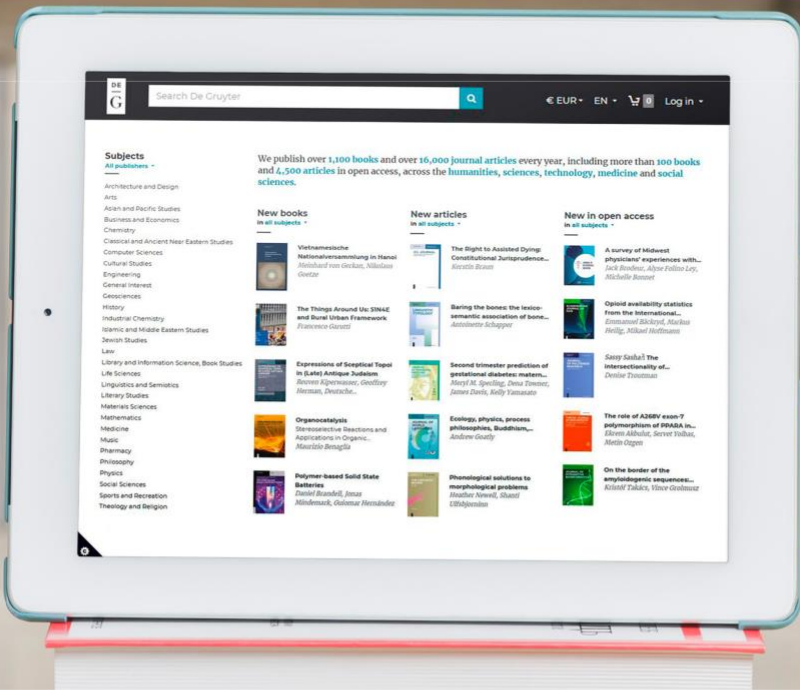 DE
G
Search De Gruyter
€ EUR
EN
0
Log in
Subjects
All publishers
Architecture and Design
Arts
Asian and Pacific Studies
Business and Economics
Chemistry
Classical and Ancient Near Eastern Studies
Computer Sciences
Cultural Studies
Engineering
General Interest
Geosciences
History
Industrial Chemistry
Islamic and Middle Eastern Studies
Jewish Studies
Law
Library and Information Science, Book Studies
Life Sciences
Linguistics and Semiotics
Literary Studies
Materials Sciences
Mathematics
Medicine
Music
Pharmacy
Philosophy
Physics
Social Sciences
Sports and Recreation
Theology and Religion
We publish over 1,100 books and over 16,000 journal articles every year, including more than 100 books
and 4,500 articles in open access, across the humanities, sciences, technology, medicine and social
sciences.
New books
in all subjects
Vietnamesische
Nationalversammlung in Hanoi
Meinhard von Gerkan, Nikolaus
Goetze
The Things Around Us: 51N4E
and Rural Urban Framework
Francesco Garutti
Expressions of Sceptical Topoi
in (Late) Antique Judaism
Reuven Kiperwasser, Geoffrey
Herman, Deutsche...
Organocatalysis
Stereoselective Reactions and
Applications in Organic...
Maurizio Benaglia
Polymer-based Solid State
Batteries
Daniel Brandell, Jonas
Mindemark, Guiomar Hernández
New articles
in all subjects
The Right to Assisted Dying:
Constitutional Jurisprudence...
Kerstin Braun
Baring the bones: the lexico-
semantic association of bone...
Antoinette Schapper
Second trimester prediction of
gestational diabetes: matern...
Meryl M. Sperling, Dena Towner,
James Davis, Kelly Yamasato
Ecology, physics, process
philosophies, Buddhism,...
Andrew Goatly
Phonological solutions to
morphological problems
Heather Newell, Shanti
Ulfsbjorninn
New in open access
in all subjects
A survey of Midwest
physicians' experiences with...
Jack Brodeur, Alyne Folino Ley,
Michelle Bonnet
Opioid availability statistics
from the International...
Emmanuel Bäckryd, Markus
Heilig, Mikael Hoffmann
Sassy Sasha?: The
intersectionality of...
Denise Troutman
The role of A268V exon-7
polymorphism of PPARA in...
Ekrem Akbulut, Servet Yolbas,
Metin Ozgen
On the border of the
amyloidogenic sequences:...
Kristóf Takács, Vince Grolmusz